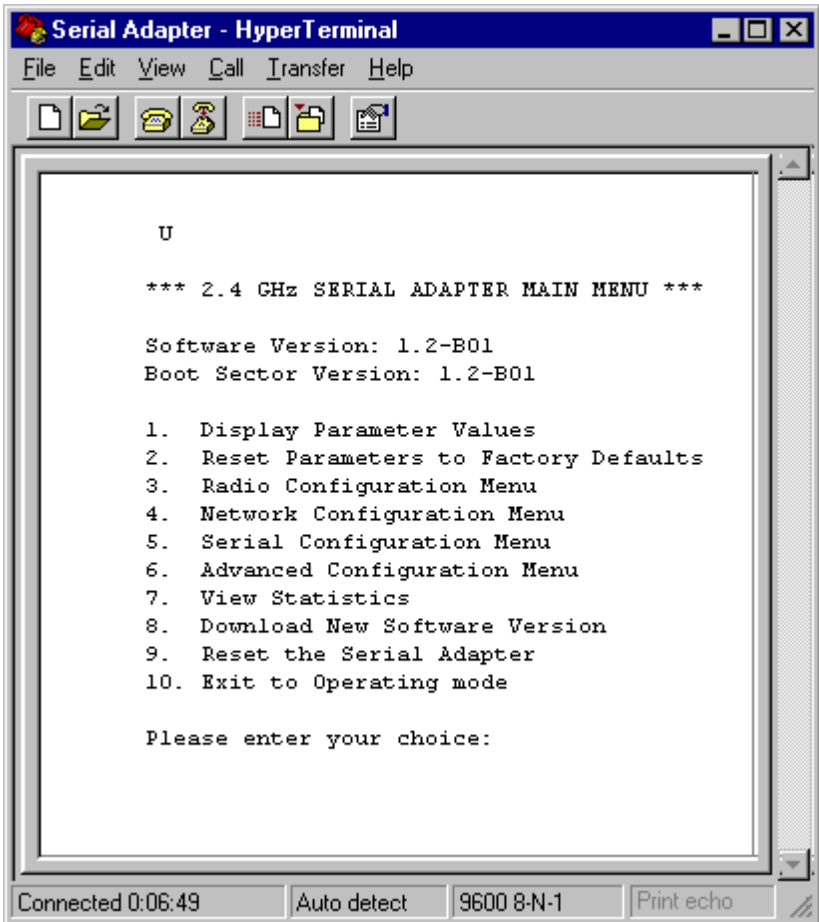 Serial Adapter - HyperTerminal
File Edit View Call Transfer Help
U
*** 2.4 GHz SERIAL ADAPTER MAIN MENU ***
Software Version: 1.2-B01
Boot Sector Version: 1.2-B01
1. Display Parameter Values
2. Reset Parameters to Factory Defaults
3. Radio Configuration Menu
4. Network Configuration Menu
5. Serial Configuration Menu
6. Advanced Configuration Menu
7. View Statistics
8. Download New Software Version
9. Reset the Serial Adapter
10. Exit to Operating mode
Please enter your choice:
Connected 0:06:49 Auto detect 9600 8-N-1 Print echo